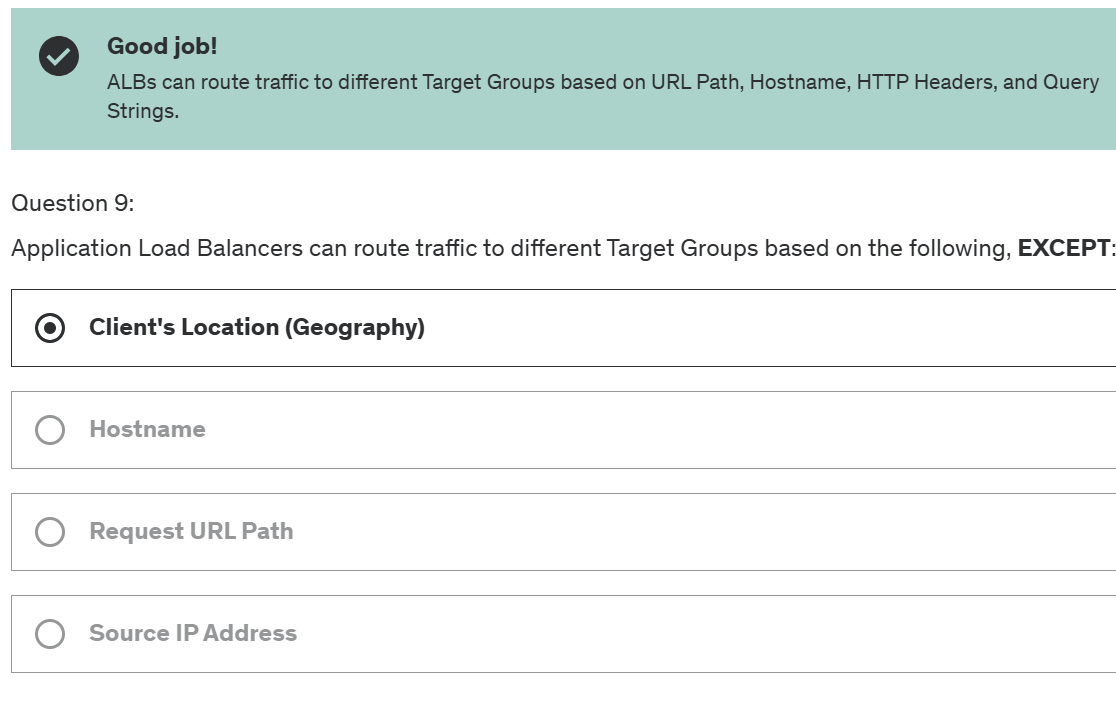 Good job!
ALBs can route traffic to different Target Groups based on URL Path, Hostname, HTTP Headers, and Query
Strings.
Question 9:
Application Load Balancers can route traffic to different Target Groups based on the following, EXCEPT:
Client's Location (Geography)
Hostname
Request URL Path
Source IP Address